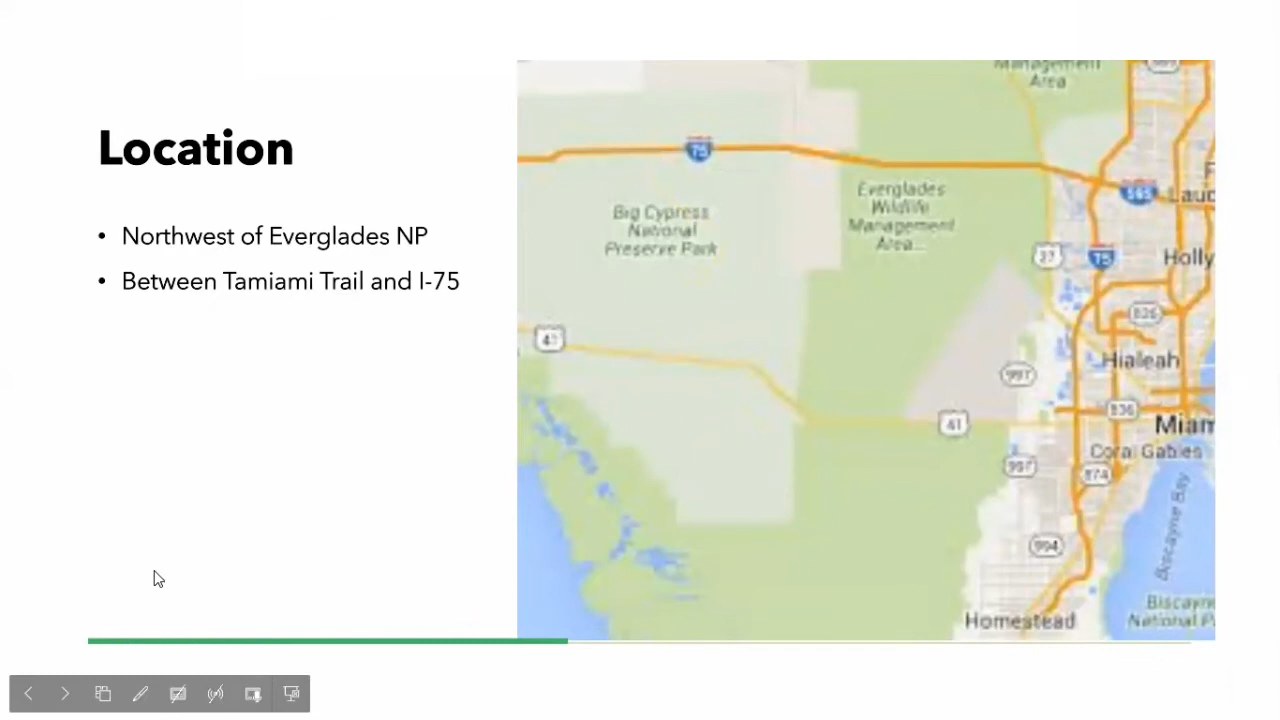 Location
• Northwest of Everglades NP
• Between Tamiami Trail and I-75
Management
Area
75
Big Cypress
National
Preserve Park
Everglades
Wildlife
Management
Area...
595
Laud
27
75
Holly
826
41
Hialeah
997
836
41
Miam
Coral Gables
997
874
Biscayne Bay
994
Homestead
Biscayne
National P